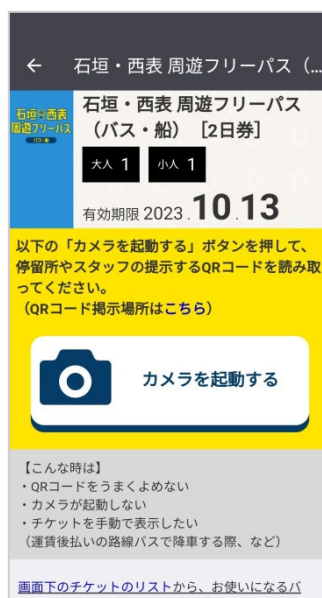 ← 石垣・西表 周遊フリーパス (...
石垣・西表
周遊フリーパス
バス・船
石垣・西表 周遊フリーパス
（バス・船）［2日券］
大人 1 小人 1
有効期限 2023.10.13
以下の「カメラを起動する」ボタンを押して、
停留所やスタッフの提示するQRコードを読み取
ってください。
（QRコード掲示場所はこちら）
カメラを起動する
【こんな時は】
・QRコードをうまくよめない
・カメラが起動しない
・チケットを手動で表示したい
（運賃後払いの路線バスで降車する際、など）
画面下のチケットのリストから、お使いになるバ